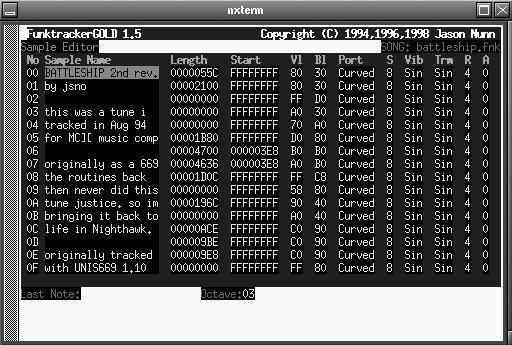 nxterm
FunktrackerGOLD 1.5 Copyright (C) 1994,1996,1998 Jason Nunn
Sample Editor SONG: battleship.fnk
No Sample Name Length Start Vl Bl Port S Vib Trm R A
00 BATTLESHIP 2nd rev. 0000055C FFFFFFFF 80 30 Curved 8 Sin Sin 4 0
01 by jsno 00002100 FFFFFFFF 80 30 Curved 8 Sin Sin 4 0
02 00000000 FFFFFFFF FF D0 Curved 8 Sin Sin 4 0
03 this was a tune i 00000000 FFFFFFFF A0 30 Curved 8 Sin Sin 4 0
04 tracked in Aug 94 00000000 FFFFFFFF 70 A0 Curved 8 Sin Sin 4 0
05 for MC][ music comp 00001B80 FFFFFFFF D0 80 Curved 8 Sin Sin 4 0
06 00004700 000003E8 B0 B0 Curved 8 Sin Sin 4 0
07 originally as a 669 00004636 000003E8 A0 B0 Curved 8 Sin Sin 4 0
08 the routines back 00001D0C FFFFFFFF FF C8 Curved 8 Sin Sin 4 0
09 then never did this 00000000 FFFFFFFF 58 80 Curved 8 Sin Sin 4 0
0A tune justice. so im 0000196C FFFFFFFF 90 40 Curved 8 Sin Sin 4 0
0B bringing it back to 00000000 FFFFFFFF A0 40 Curved 8 Sin Sin 4 0
0C life in Nighthawk. 00000ACE FFFFFFFF C0 90 Curved 8 Sin Sin 4 0
0D 000009BE FFFFFFFF C0 90 Curved 8 Sin Sin 4 0
0E originally tracked 000009E8 FFFFFFFF C0 90 Curved 8 Sin Sin 4 0
0F with UNIS669 1.10 00000000 FFFFFFFF FF 80 Curved 8 Sin Sin 4 0
Last Note: Octave:03